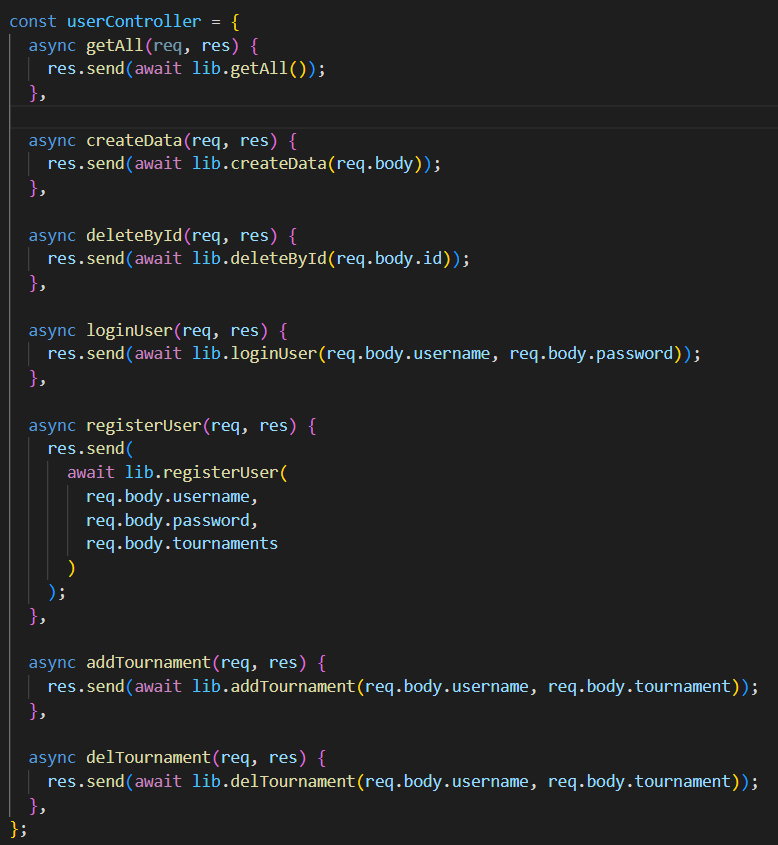 const userController = {
  async getAll(req, res) {
    res.send(await lib.getAll());
  },

  async createData(req, res) {
    res.send(await lib.createData(req.body));
  },

  async deleteById(req, res) {
    res.send(await lib.deleteById(req.body.id));
  },

  async loginUser(req, res) {
    res.send(await lib.loginUser(req.body.username, req.body.password));
  },

  async registerUser(req, res) {
    res.send(
      await lib.registerUser(
        req.body.username,
        req.body.password,
        req.body.tournaments
      )
    );
  },

  async addTournament(req, res) {
    res.send(await lib.addTournament(req.body.username, req.body.tournament));
  },

  async delTournament(req, res) {
    res.send(await lib.delTournament(req.body.username, req.body.tournament));
  },
};